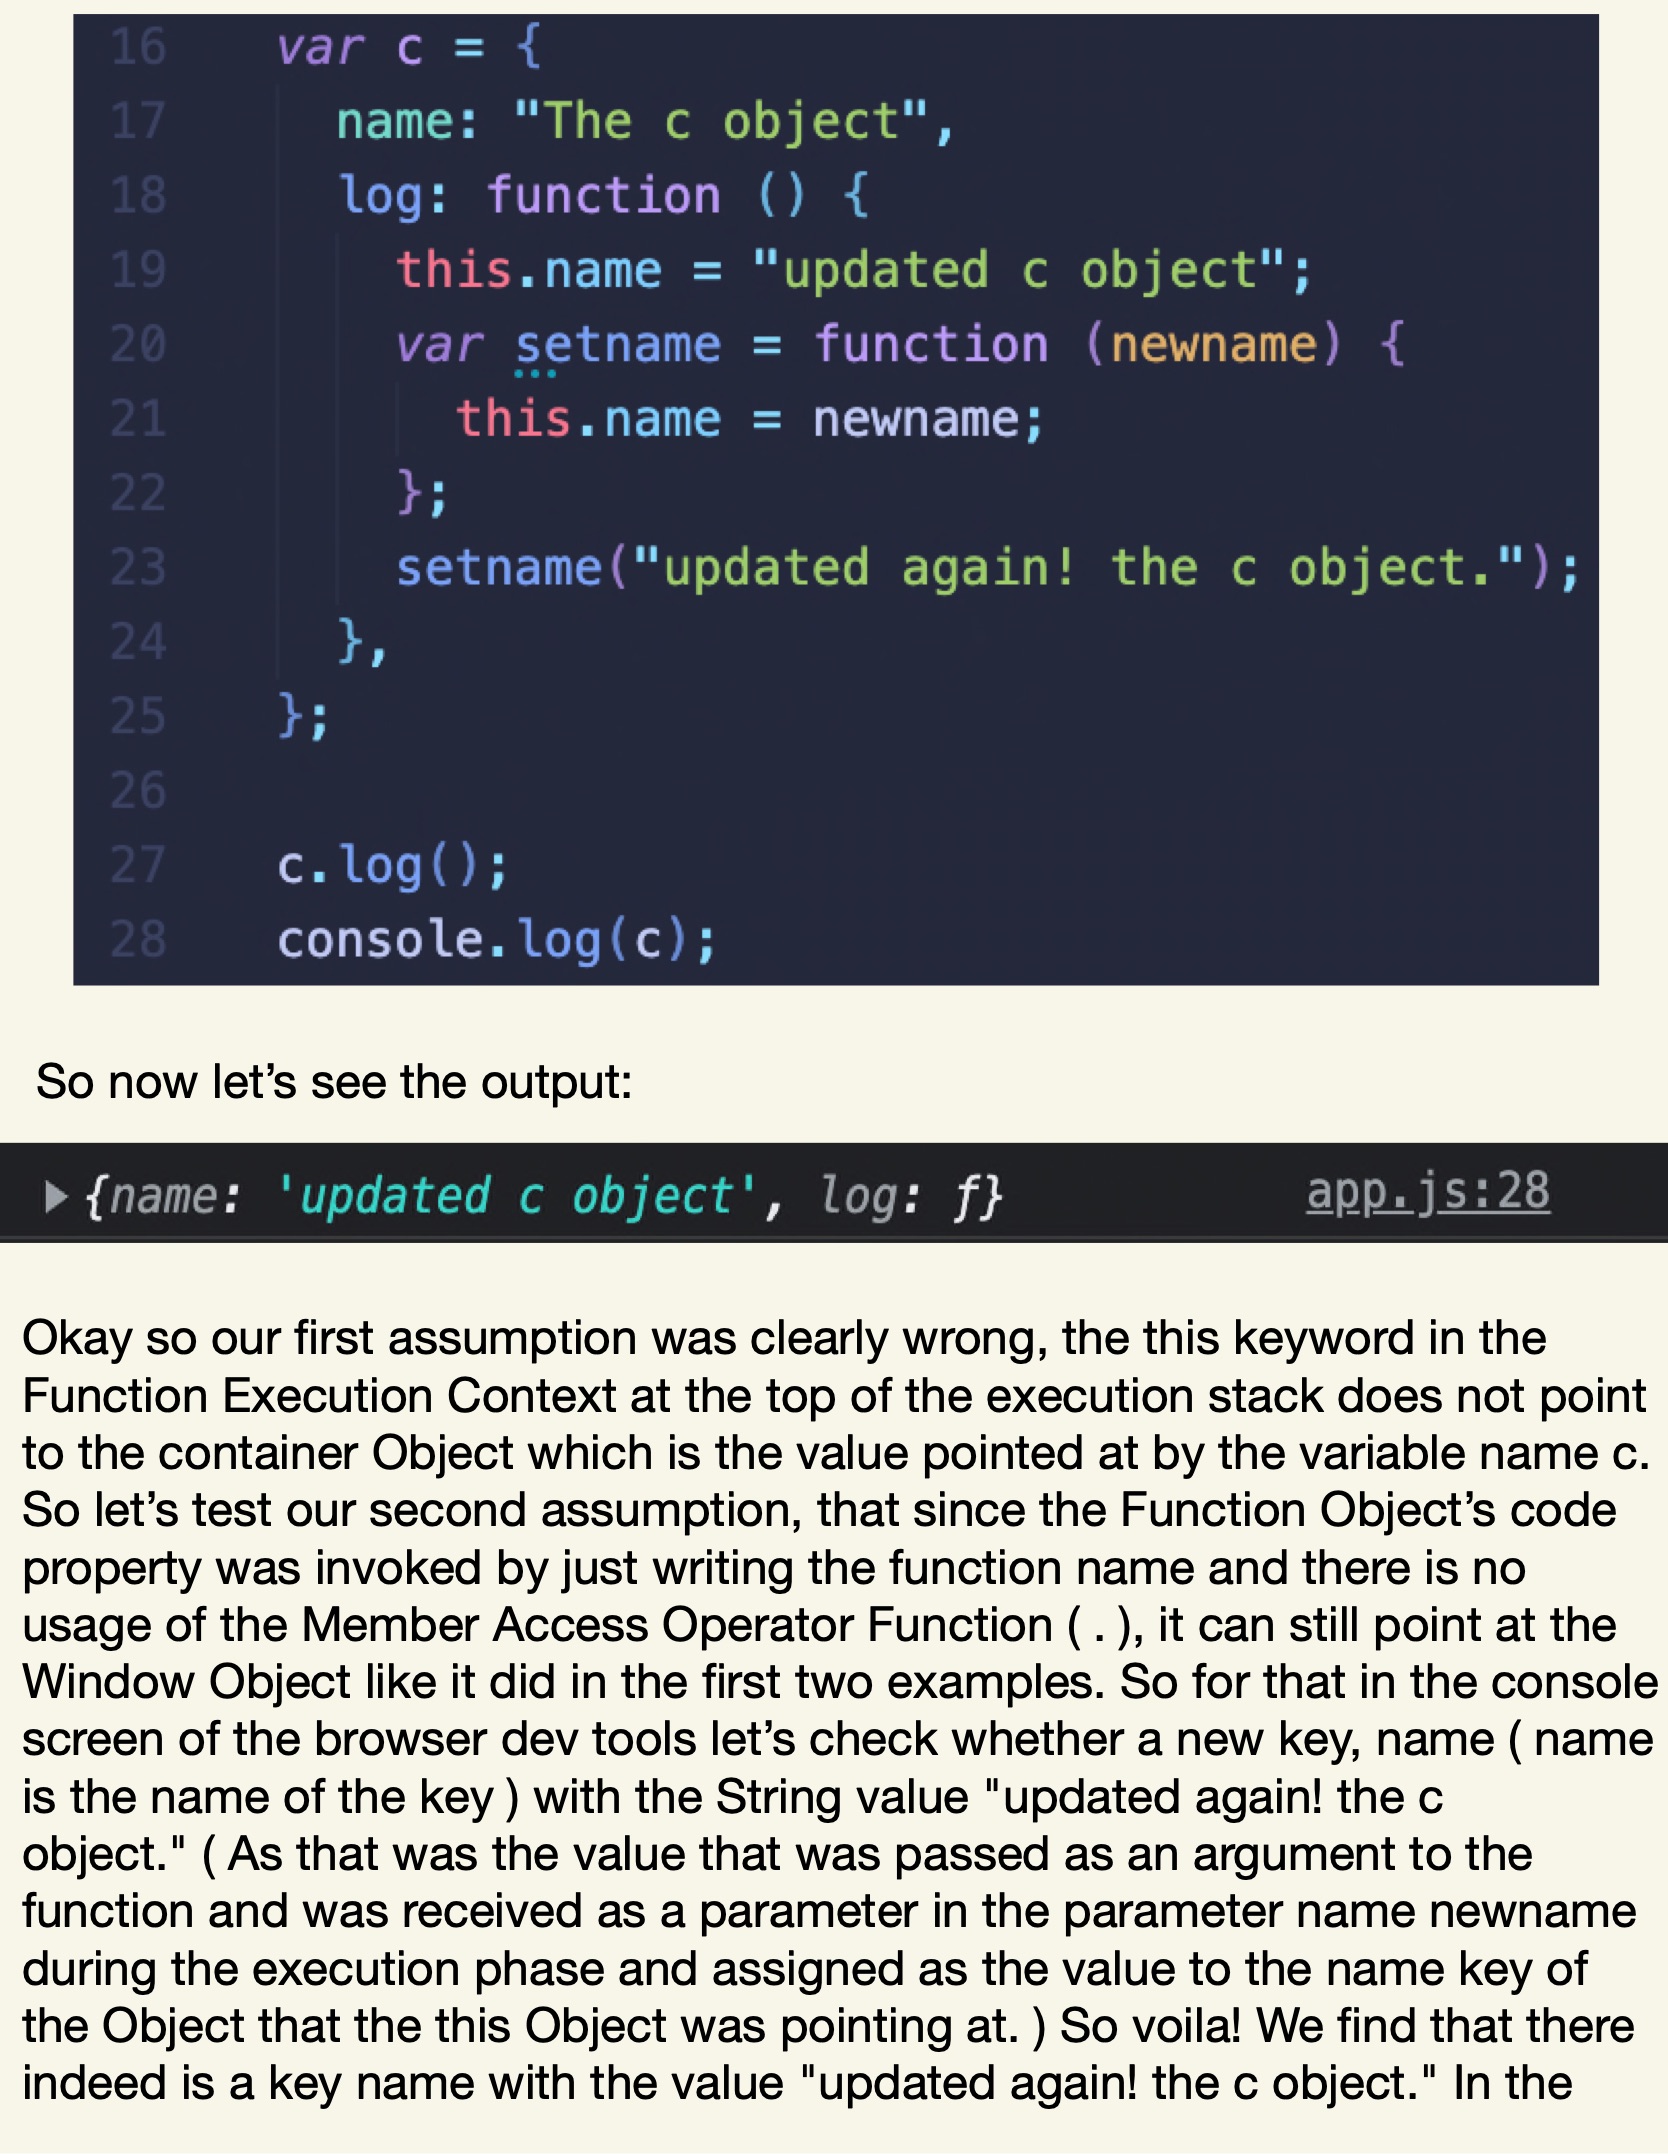 16 var c = {
17 name: "The c object",
18 log: function () {
19 this.name = "updated c object";
20 var setname = function (newname) {
21 this.name = newname;
22 };
23 setname("updated again! the c object.");
24 },
25 };
26
27 c.log();
28 console.log(c);
So now let’s see the output:
▶ {name: 'updated c object', log: ƒ} app.js:28
Okay so our first assumption was clearly wrong, the this keyword in the
Function Execution Context at the top of the execution stack does not point
to the container Object which is the value pointed at by the variable name c.
So let’s test our second assumption, that since the Function Object’s code
property was invoked by just writing the function name and there is no
usage of the Member Access Operator Function ( . ), it can still point at the
Window Object like it did in the first two examples. So for that in the console
screen of the browser dev tools let’s check whether a new key, name ( name
is the name of the key ) with the String value "updated again! the c
object." ( As that was the value that was passed as an argument to the
function and was received as a parameter in the parameter name newname
during the execution phase and assigned as the value to the name key of
the Object that the this Object was pointing at. ) So voila! We find that there
indeed is a key name with the value "updated again! the c object." In the